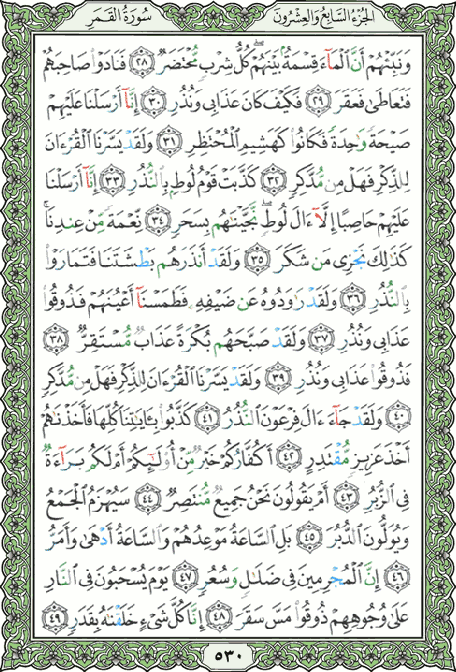 الجزء السابع والعشرون
سورة القمر
وَنَبِّئْهُمْ أَنَّ ٱلْمَآءَ قِسْمَةٌۢ بَيْنَهُمْ كُلُّ شِرْبٍ مُّحْتَضَرٌ ٢٨ فَنَادَوْا۟ صَاحِبَهُمْ
فَتَعَاطَىٰ فَعَقَرَ ٢٩ فَكَيْفَ كَانَ عَذَابِى وَنُذُرِ ٣٠ إِنَّآ أَرْسَلْنَا عَلَيْهِمْ
صَيْحَةً وَٰحِدَةً فَكَانُوا۟ كَهَشِيمِ ٱلْمُحْتَظِرِ ٣١ وَلَقَدْ يَسَّرْنَا ٱلْقُرْءَانَ
لِلذِّكْرِ فَهَلْ مِن مُّدَّكِرٍ ٣٢ كَذَّبَتْ قَوْمُ لُوطٍۭ بِٱلنُّذُرِ ٣٣ إِنَّآ أَرْسَلْنَا
عَلَيْهِمْ حَاصِبًا إِلَّآ ءَالَ لُوطٍ نَّجَّيْنَٰهُم بِسَحَرٍ ٣٤ نِّعْمَةً مِّنْ عِندِنَا
كَذَٰلِكَ نَجْزِى مَن شَكَرَ ٣٥ وَلَقَدْ أَنذَرَهُم بَطْشَتَنَا فَتَمَارَوْا۟
بِٱلنُّذُرِ ٣٦ وَلَقَدْ رَٰوَدُوهُ عَن ضَيْفِهِۦ فَطَمَسْنَآ أَعْيُنَهُمْ فَذُوقُوا۟
عَذَابِى وَنُذُرِ ٣٧ وَلَقَدْ صَبَّحَهُم بُكْرَةً عَذَابٌ مُّسْتَقِرٌّ ٣٨
فَذُوقُوا۟ عَذَابِى وَنُذُرِ ٣٩ وَلَقَدْ يَسَّرْنَا ٱلْقُرْءَانَ لِلذِّكْرِ فَهَلْ مِن مُّدَّكِرٍ
٤٠ وَلَقَدْ جَآءَ ءَالَ فِرْعَوْنَ ٱلنُّذُرُ ٤١ كَذَّبُوا۟ بِـَٔايَٰتِنَا كُلِّهَا فَأَخَذْنَٰهُمْ
أَخْذَ عَزِيزٍ مُّقْتَدِرٍ ٤٢ أَكُفَّارُكُمْ خَيْرٌ مِّنْ أُو۟لَٰٓئِكُمْ أَمْ لَكُم بَرَآءَةٌ
فِى ٱلزُّبُرِ ٤٣ أَمْ يَقُولُونَ نَحْنُ جَمِيعٌ مُّنتَصِرٌ ٤٤ سَيُهْزَمُ ٱلْجَمْعُ
وَيُوَلُّونَ ٱلدُّبُرَ ٤٥ بَلِ ٱلسَّاعَةُ مَوْعِدُهُمْ وَٱلسَّاعَةُ أَدْهَىٰ وَأَمَرُّ
٤٦ إِنَّ ٱلْمُجْرِمِينَ فِى ضَلَٰلٍ وَسُعُرٍ ٤٧ يَوْمَ يُسْحَبُونَ فِى ٱلنَّارِ
عَلَىٰ وُجُوهِهِمْ ذُوقُوا۟ مَسَّ سَقَرَ ٤٨ إِنَّا كُلَّ شَىْءٍ خَلَقْنَٰهُ بِقَدَرٍ ٤٩
٥٣٠